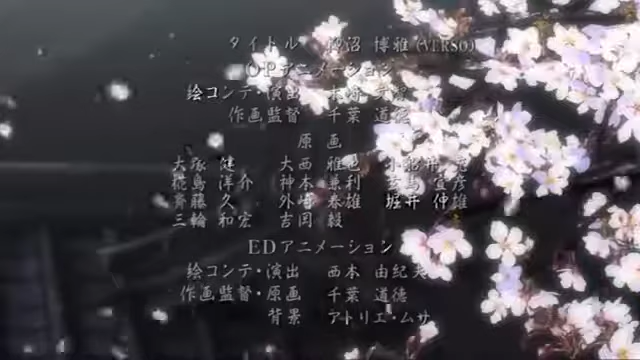 タイトル 柳沼 博雅(VERSO)
OPアニメーション
絵コンテ・演出
作画監督 千葉 道徳
原画
大塚 健 大西 雅也
椛島 洋介 神本 兼利 宣彦
齊藤 久 外崎 春雄 堀井 伸雄
三輪 和宏 吉岡 毅
EDアニメーション
絵コンテ・演出 西本 由紀夫
作画監督・原画 千葉 道徳
背景 アトリエ・ムサ